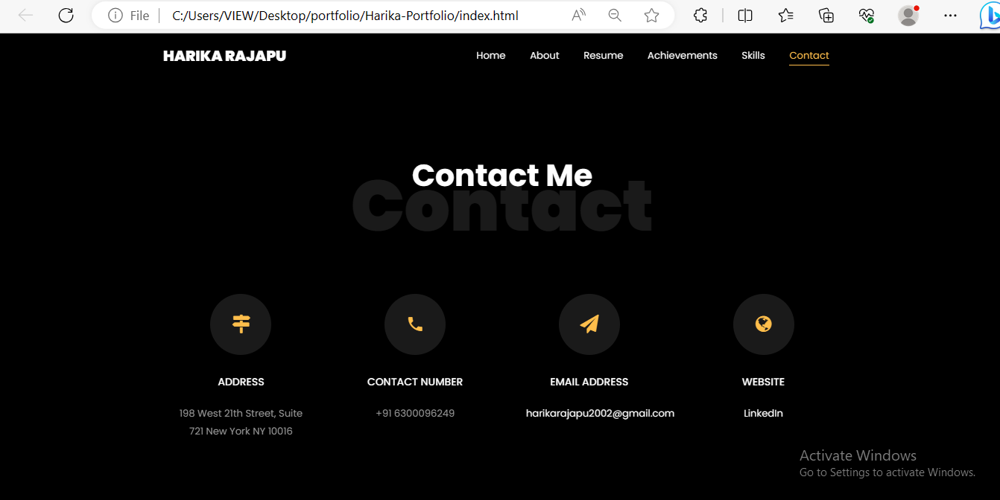 File C:/Users/VIEW/Desktop/portfolio/Harika-Portfolio/index.html
HARIKA RAJAPU Home About Resume Achievements Skills Contact
Contact Me
Contact
ADDRESS CONTACT NUMBER EMAIL ADDRESS WEBSITE
198 West 21th Street, Suite +91 6300096249 harikarajapu2002@gmail.com LinkedIn
721 New York NY 10016
Activate Windows
Go to Settings to activate Windows.